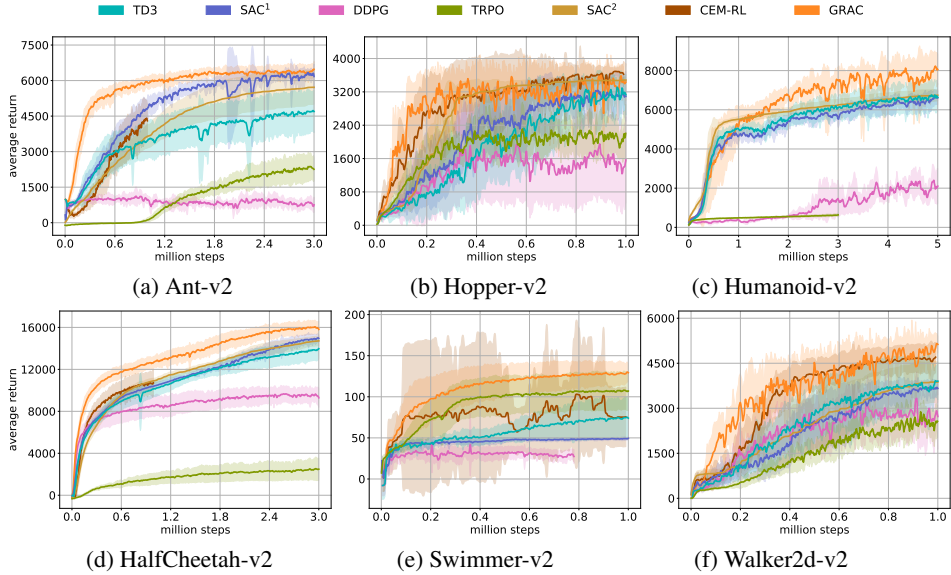 TD3 SAC¹ DDPG TRPO SAC² CEM-RL GRAC
7500
6000
4500
3000
1500
0
average return
0.0 0.6 1.2 1.8 2.4 3.0
million steps
(a) Ant-v2
4000
3200
2400
1600
800
0
0.0 0.2 0.4 0.6 0.8 1.0
million steps
(b) Hopper-v2
8000
6000
4000
2000
0
0 1 2 3 4 5
million steps
(c) Humanoid-v2
16000
12000
8000
4000
0
average return
0.0 0.6 1.2 1.8 2.4 3.0
million steps
(d) HalfCheetah-v2
200
150
100
50
0
0.0 0.2 0.4 0.6 0.8 1.0
million steps
(e) Swimmer-v2
6000
4500
3000
1500
0
0.0 0.2 0.4 0.6 0.8 1.0
million steps
(f) Walker2d-v2